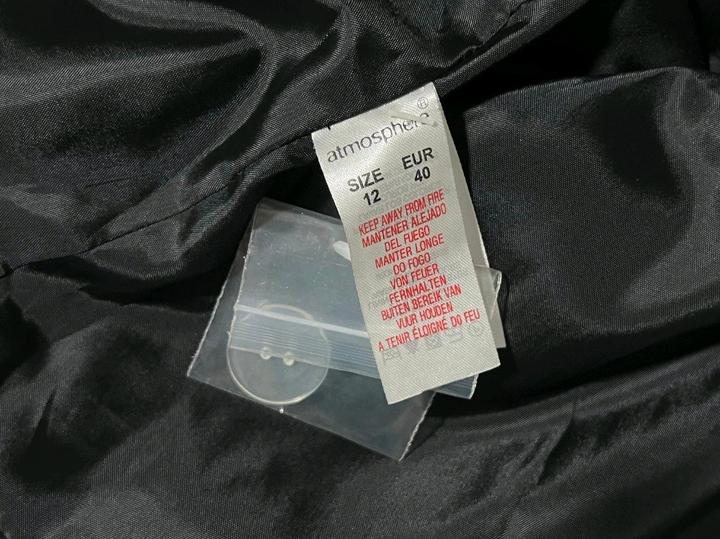 atmosphere®
SIZE EUR
12 40
KEEP AWAY FROM FIRE
MANTENER ALEJADO
DEL FUEGO
MANTER LONGE
DO FOGO
VON FEUER
FERNHALTEN
BUITEN BEREIK VAN
VUUR HOUDEN
A TENIR ÉLOIGNÉ DO FEU